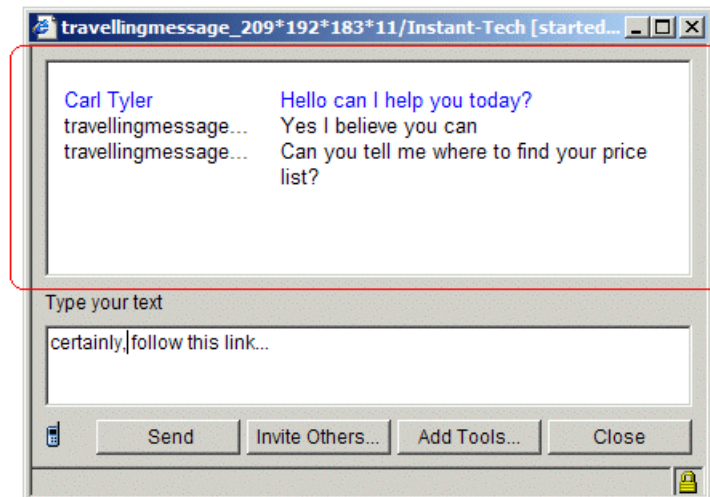 travellingmessage_209*192*183*11/Instant-Tech [started...
Carl Tyler Hello can I help you today?
travellingmessage... Yes I believe you can
travellingmessage... Can you tell me where to find your price
list?
Type your text
certainly, follow this link...
Send Invite Others... Add Tools... Close